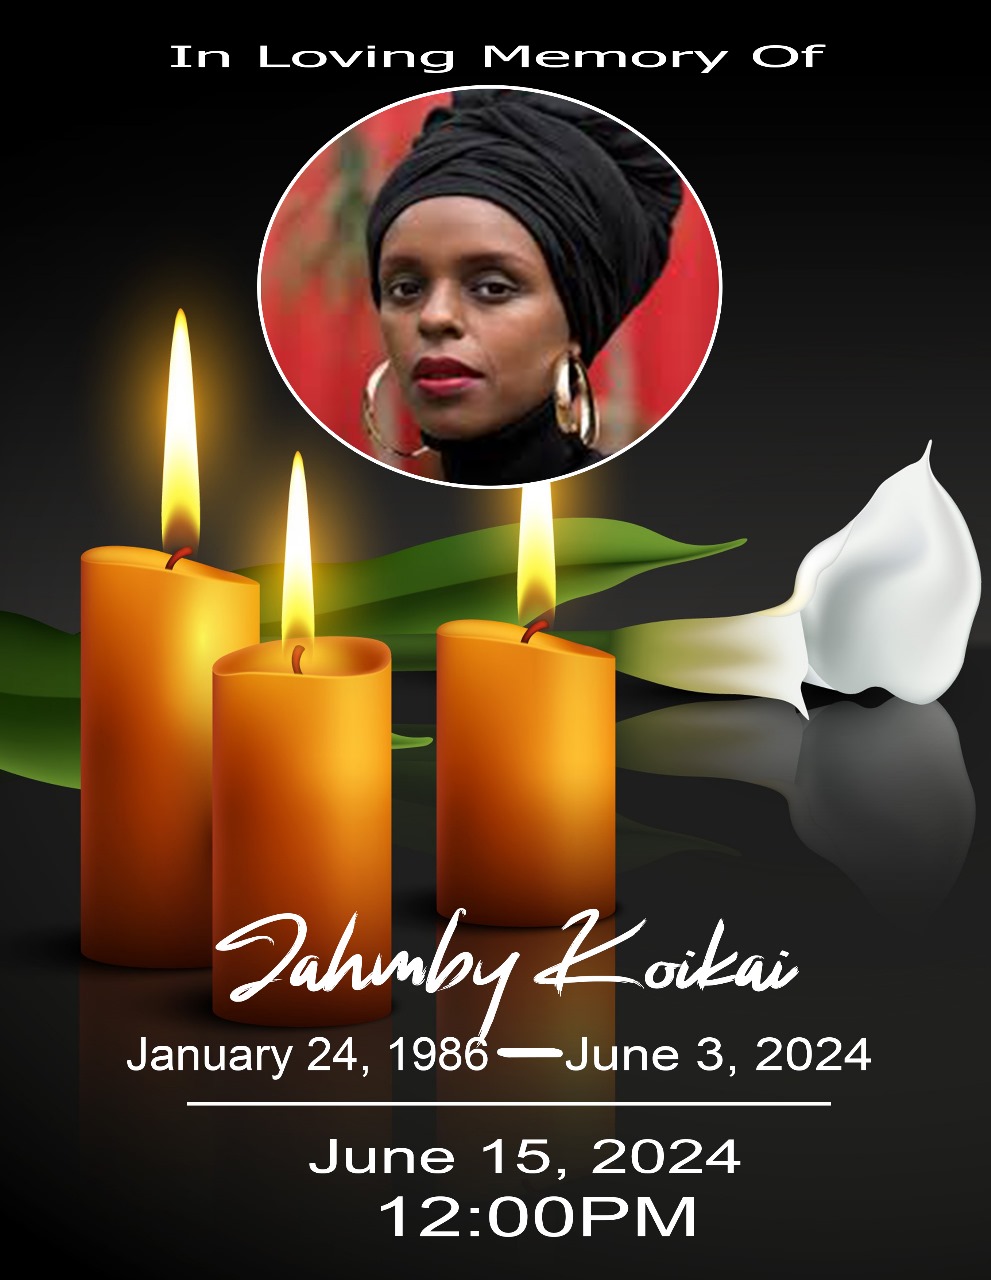 In Loving Memory Of
Jahmby Koikai
January 24, 1986 — June 3, 2024
June 15, 2024
12:00PM